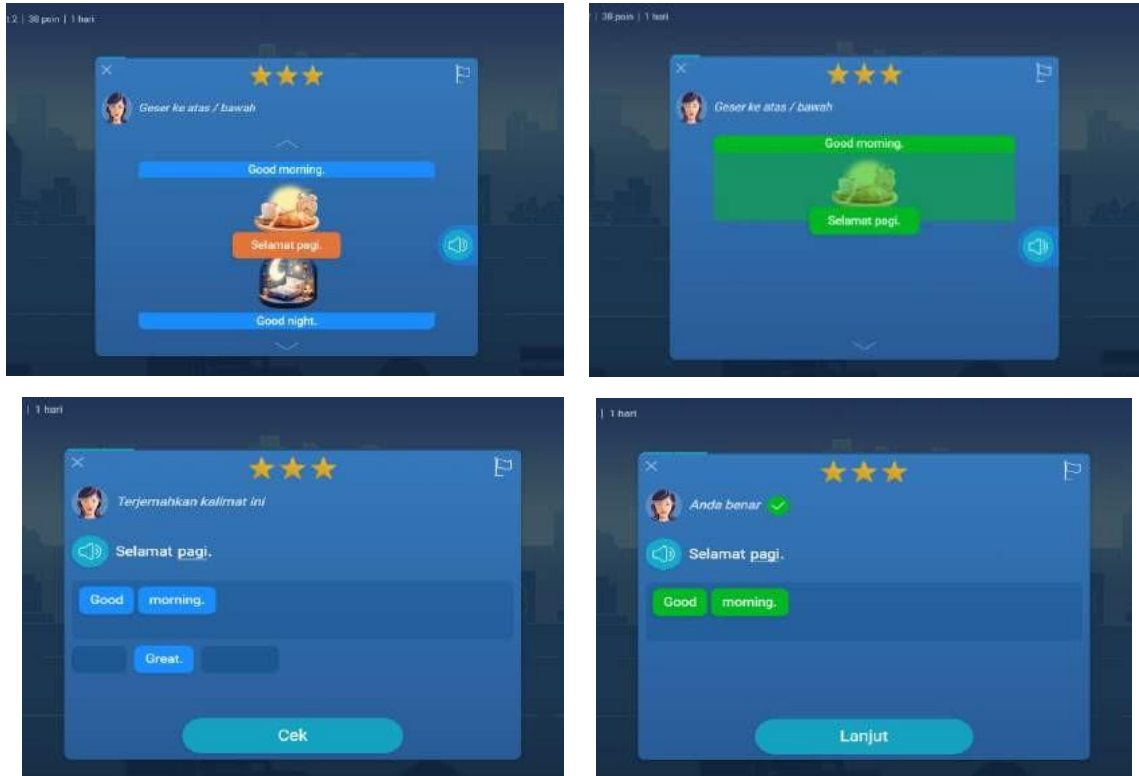 t 2 | 38 poin | 1 hari
Geser ke atas / bawah
Good morning.
Selamat pagi.
Good night.
| 38 poin | 1 hari
Geser ke atas / bawah
Good morning.
Selamat pagi.
| 1 hari
Terjemahkan kalimat ini
Selamat pagi.
Good morning.
Great.
Cek
| 1 hari
Anda benar
Selamat pagi.
Good morning.
Lanjut